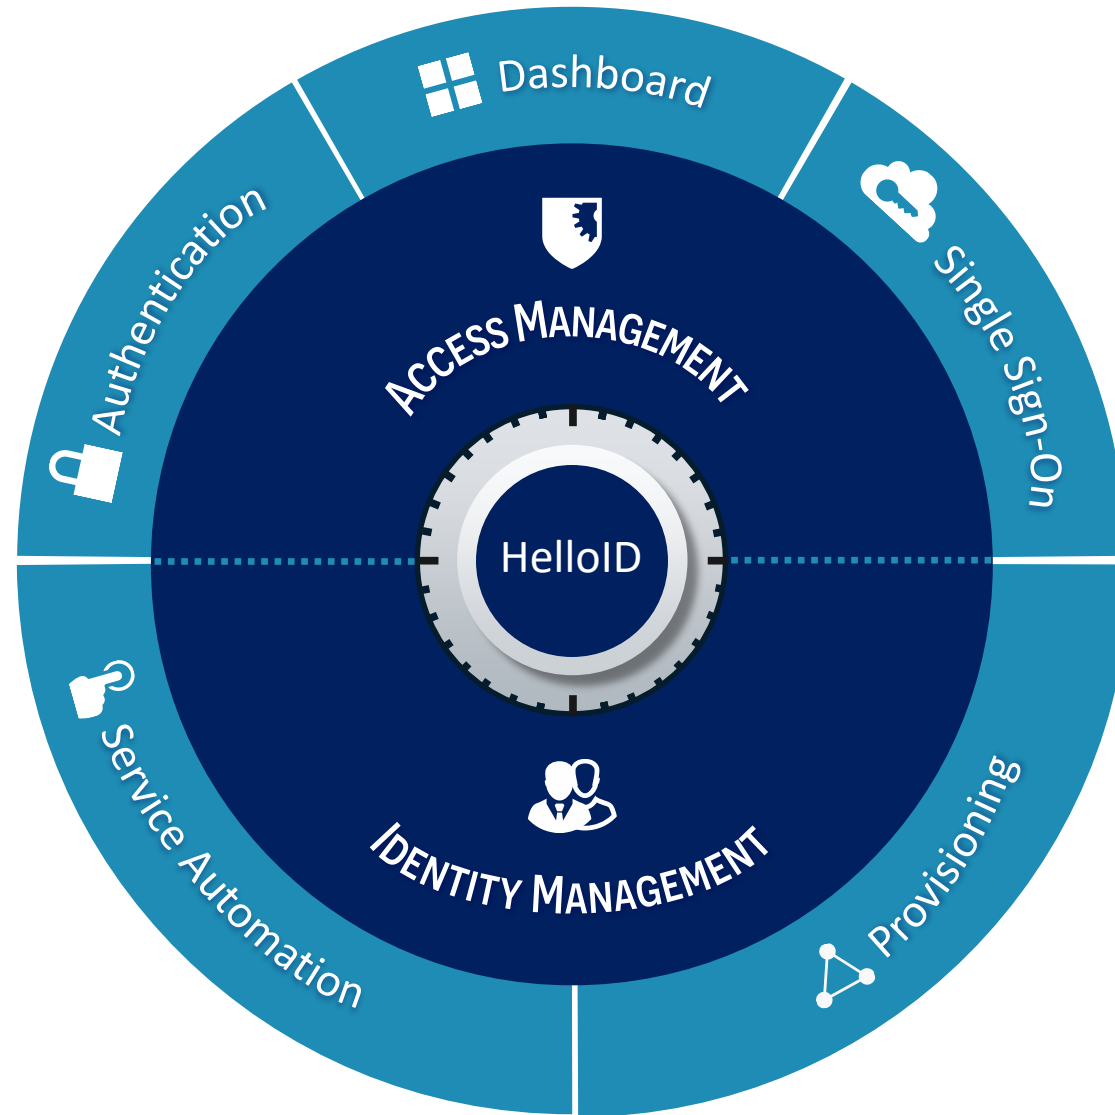 Dashboard
Authentication
Single Sign-On
ACCESS MANAGEMENT
HelloID
IDENTITY MANAGEMENT
Service Automation
Provisioning